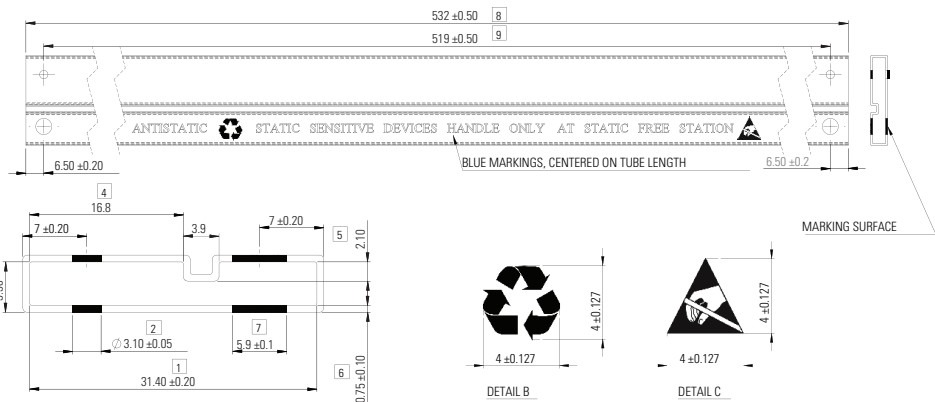 532 ±0.50 8
519 ±0.50 9
ANTISTATIC STATIC SENSITIVE DEVICES HANDLE ONLY AT STATIC FREE STATION
6.50 ±0.20
BLUE MARKINGS, CENTERED ON TUBE LENGTH
6.50 ±0.2
MARKING SURFACE
4
16.8
7 ±0.20
3.9
7 ±0.20
5
2.10
2
Ø 3.10 ±0.05
7
5.9 ±0.1
1
31.40 ±0.20
6
0.75 ±0.10
4 ±0.127
4 ±0.127
DETAIL B
4 ±0.127
4 ±0.127
DETAIL C